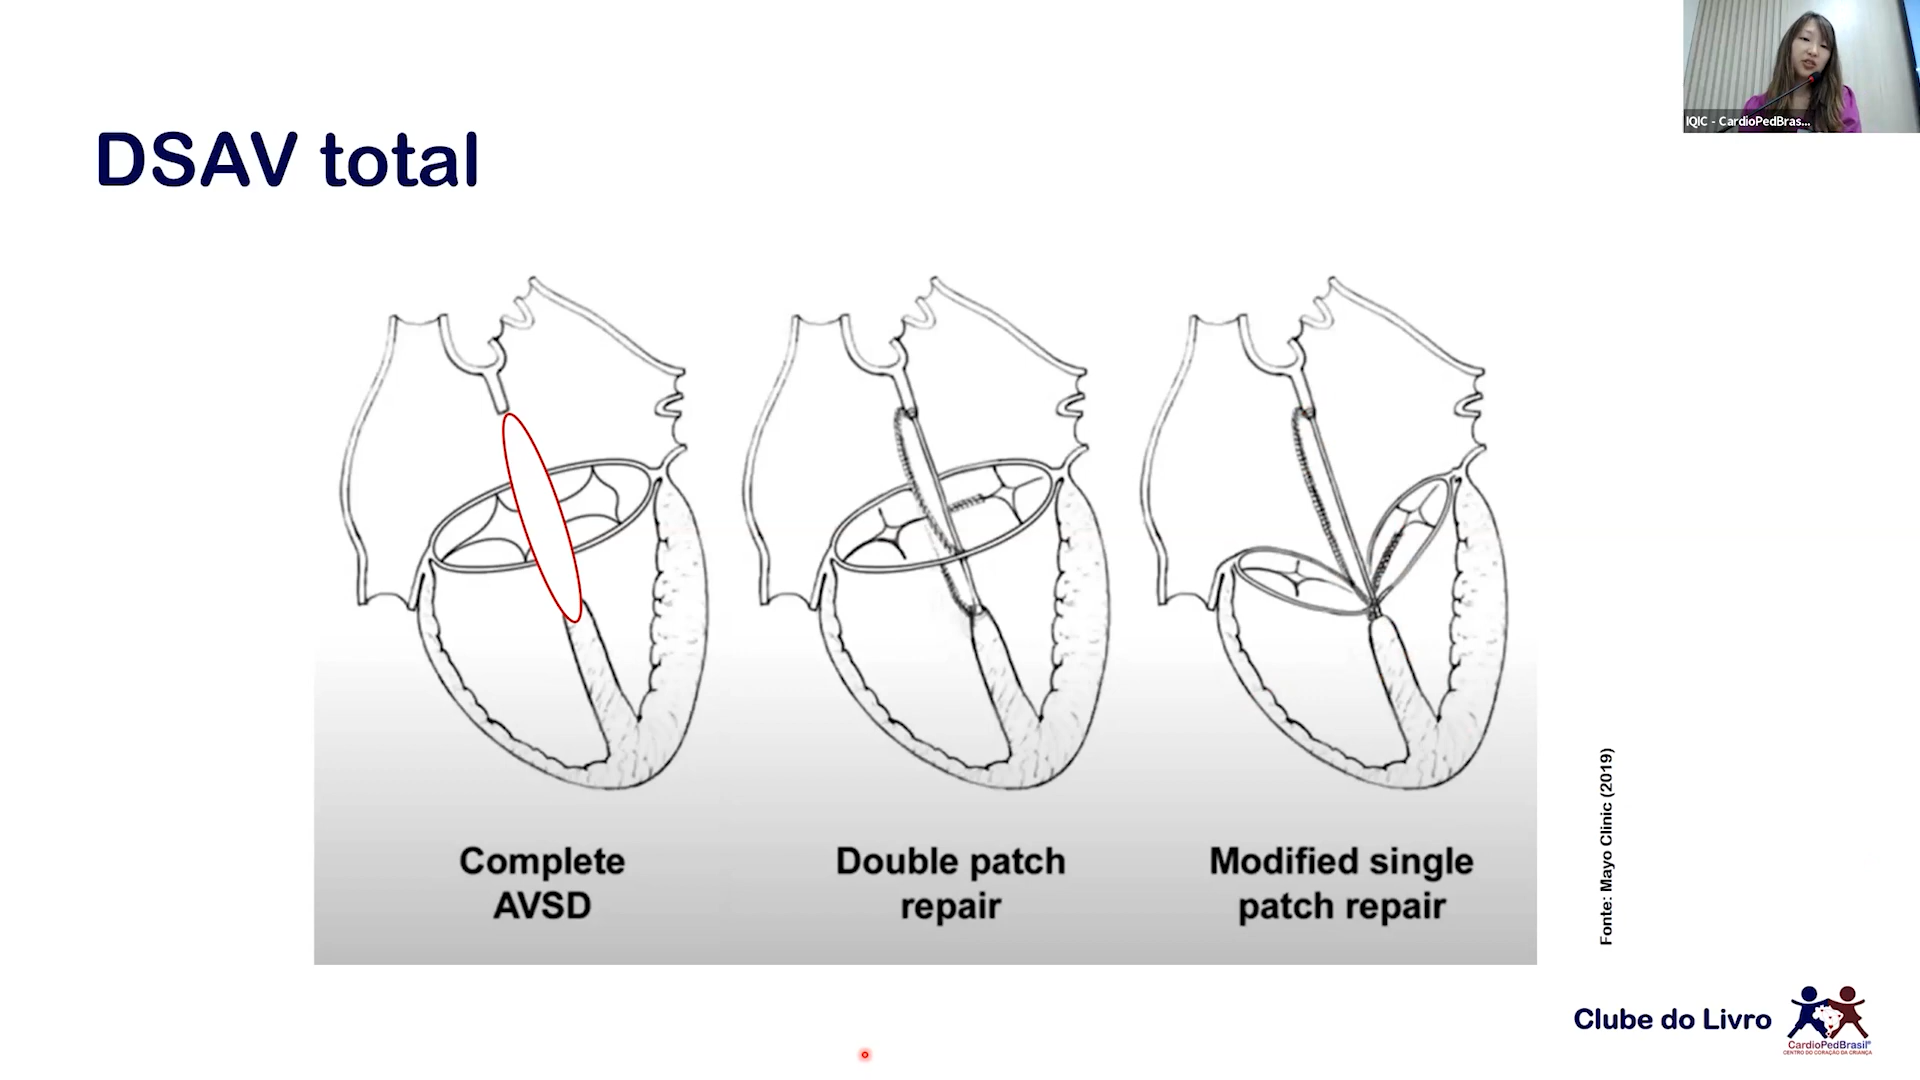 IQIC - CardioPedBras...
DSAV total
Complete
AVSD
Double patch
repair
Modified single
patch repair
Fonte: Mayo Clinic (2019)
Clube do Livro
CardioPedBrasil®
CENTRO DO CORAÇÃO DA CRIANÇA